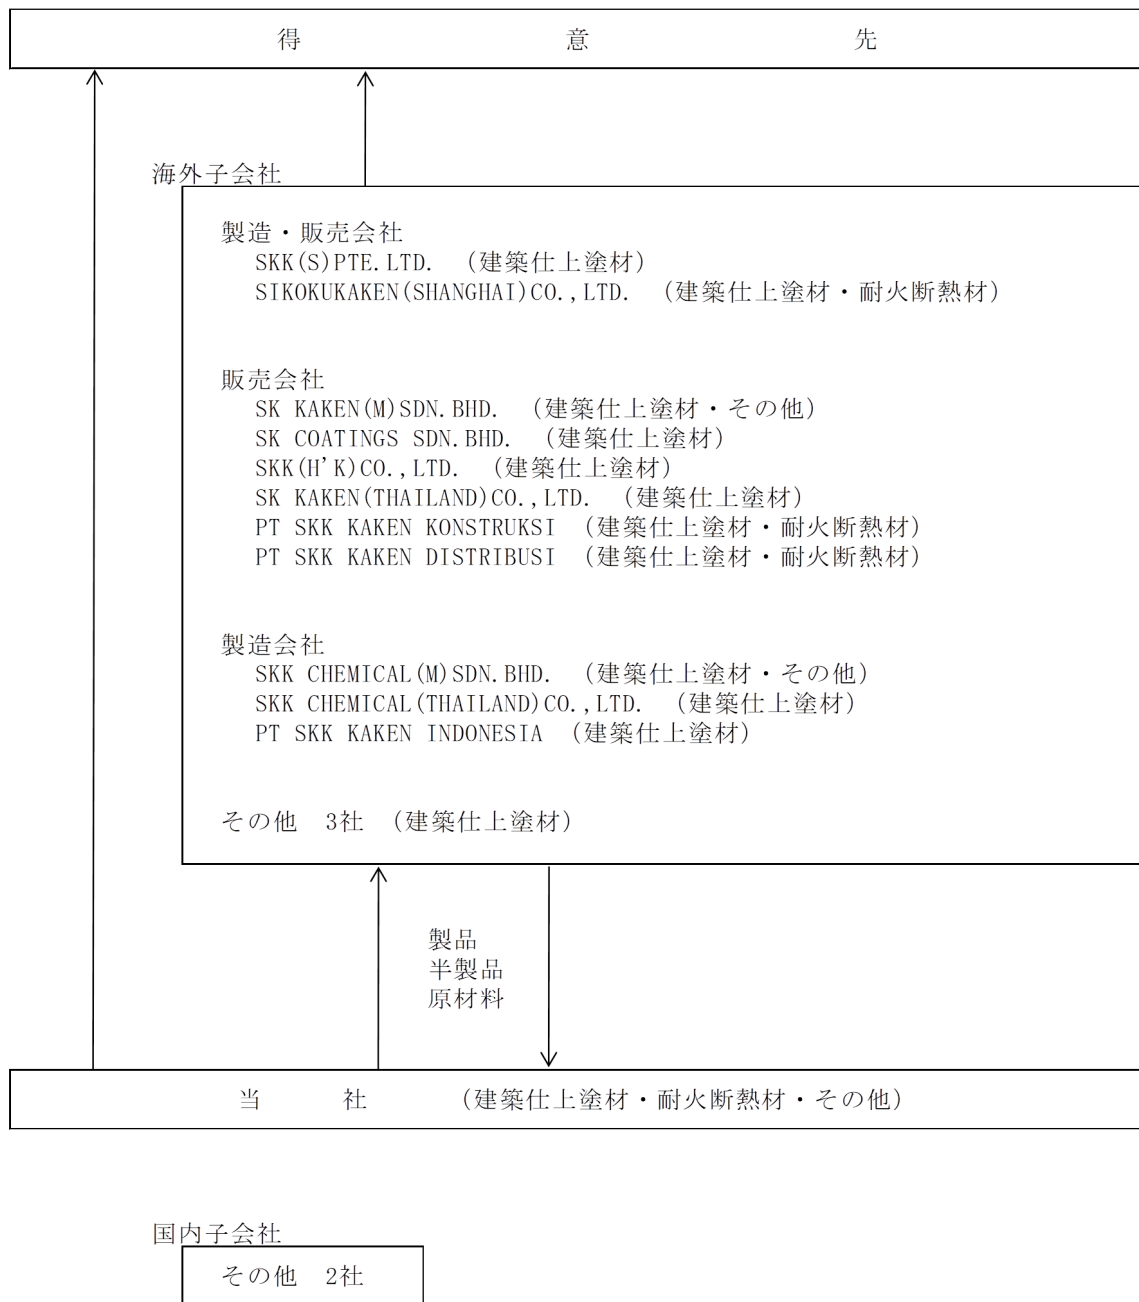 得 意 先
海外子会社
製造・販売会社
SKK(S)PTE.LTD. （建築仕上塗材）
SIKOKUKAKEN(SHANGHAI)CO.,LTD. （建築仕上塗材・耐火断熱材）
販売会社
SK KAKEN(M)SDN.BHD. （建築仕上塗材・その他）
SK COATINGS SDN.BHD. （建築仕上塗材）
SKK(H'K)CO.,LTD. （建築仕上塗材）
SK KAKEN(THAILAND)CO.,LTD. （建築仕上塗材）
PT SKK KAKEN KONSTRUKSI （建築仕上塗材・耐火断熱材）
PT SKK KAKEN DISTRIBUSI （建築仕上塗材・耐火断熱材）
製造会社
SKK CHEMICAL(M)SDN.BHD. （建築仕上塗材・その他）
SKK CHEMICAL(THAILAND)CO.,LTD. （建築仕上塗材）
PT SKK KAKEN INDONESIA （建築仕上塗材）
その他 3社 （建築仕上塗材）
製品
半製品
原材料
当 社 （建築仕上塗材・耐火断熱材・その他）
国内子会社
その他 2社